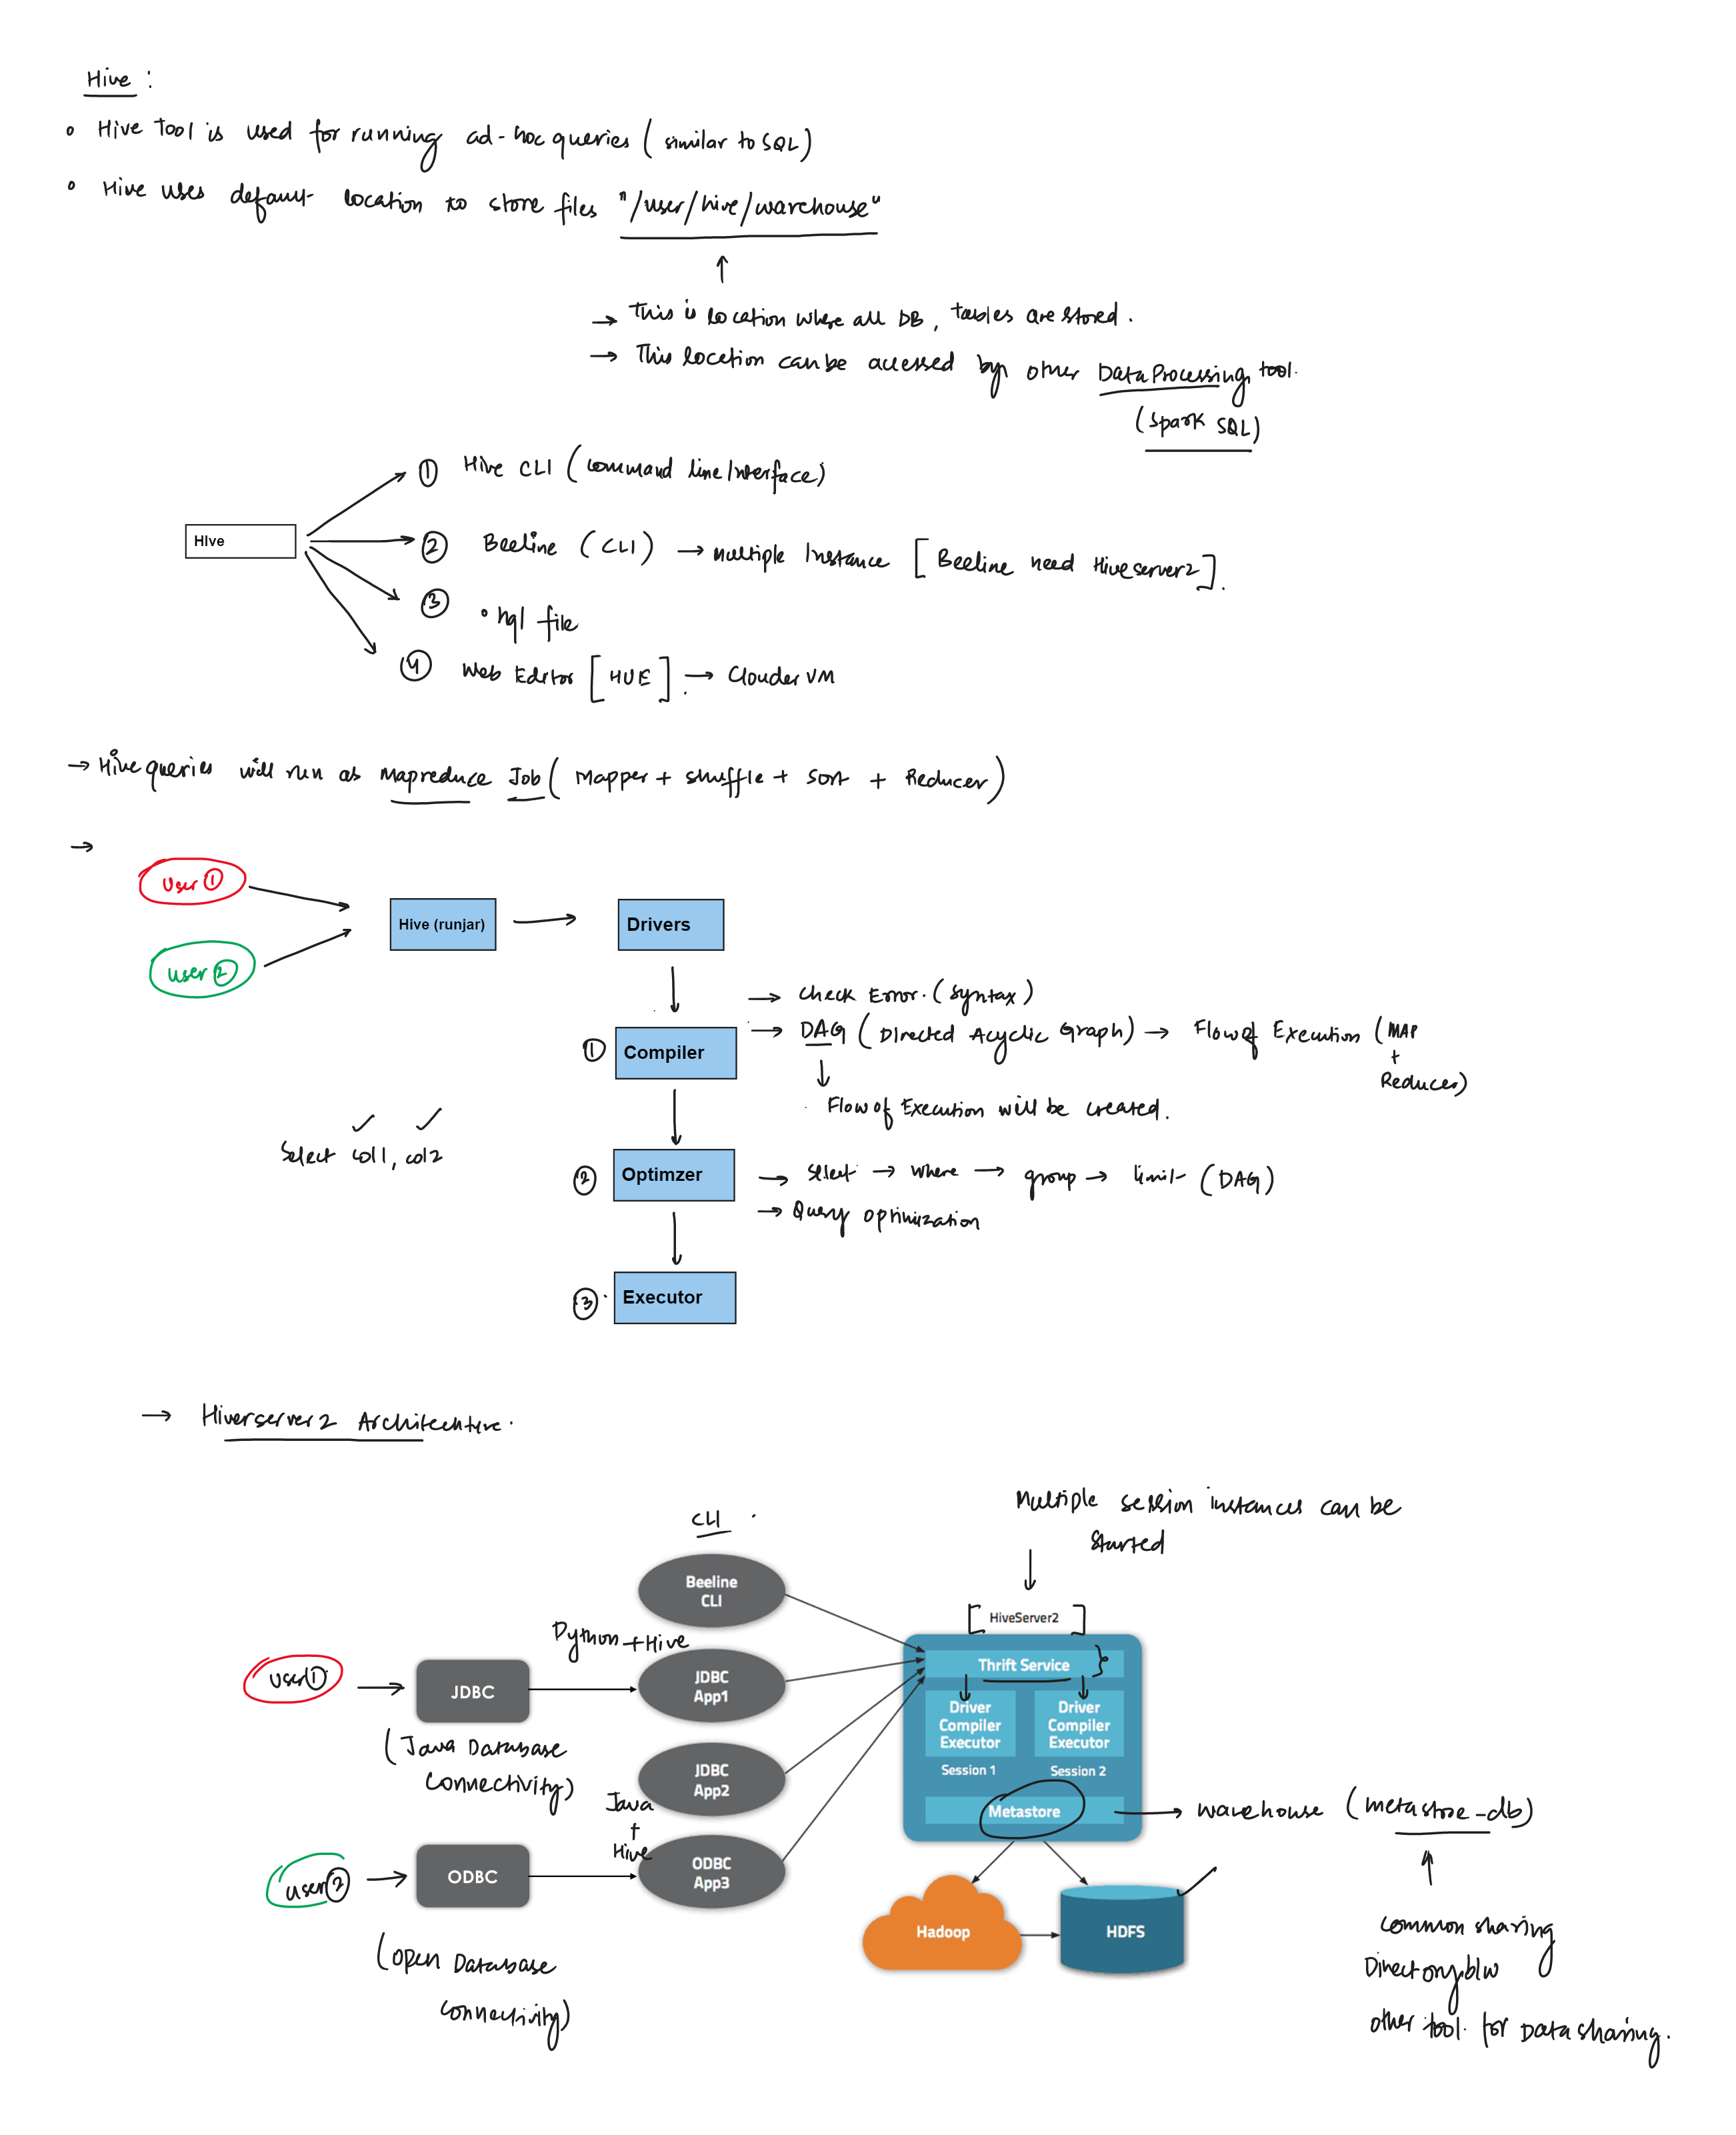 Hive :
∘ Hive Tool is used for running ad-hoc queries (similar to SQL)
∘ Hive uses default location to store files "/user/hive/warehouse"
↑
→ This is location where all DB, tables are stored.
→ This location can be accessed by other Data Processing tool.
(Spark SQL)
HIve
① Hive CLI (command line Interface)
② Beeline (CLI) → Multiple Instance [Beeline need Hiveserver2].
③ ∘hql file
④ Web Editor [HUE]. → Clouder VM
→ Hive queries will run as Mapreduce Job (Mapper + shuffle + Sort + Reducer)
→
User ①
User ②
Hive (runjar) → Drivers
→ Check Error. (Syntax)
① Compiler
→ DAG (Directed Acyclic Graph) → Flow of Execution (MAP
+
Reduces)
↓
Flow of Execution will be created.
✓ ✓
Select col1, col2
② Optimzer
→ Select → where → group → limit (DAG)
→ Query optimization
③ Executor
→ Hiverserver2 Architechture.
Multiple session instances can be
Started
↓
CLI
Beeline
CLI
[HiveServer2]
Python + Hive
Thrift Service
User ①
JDBC
JDBC
App1
Driver
Compiler
Executor
Session 1
Driver
Compiler
Executor
Session 2
(Java Database
Connectivity)
JDBC
App2
Metastore → warehouse (metastore_db)
Java
+
Hive
User ②
ODBC
ODBC
App3
(Open Database
Connectivity)
Hadoop
HDFS
↑
Common sharing
Directory b/w
other tool. for Data sharing.